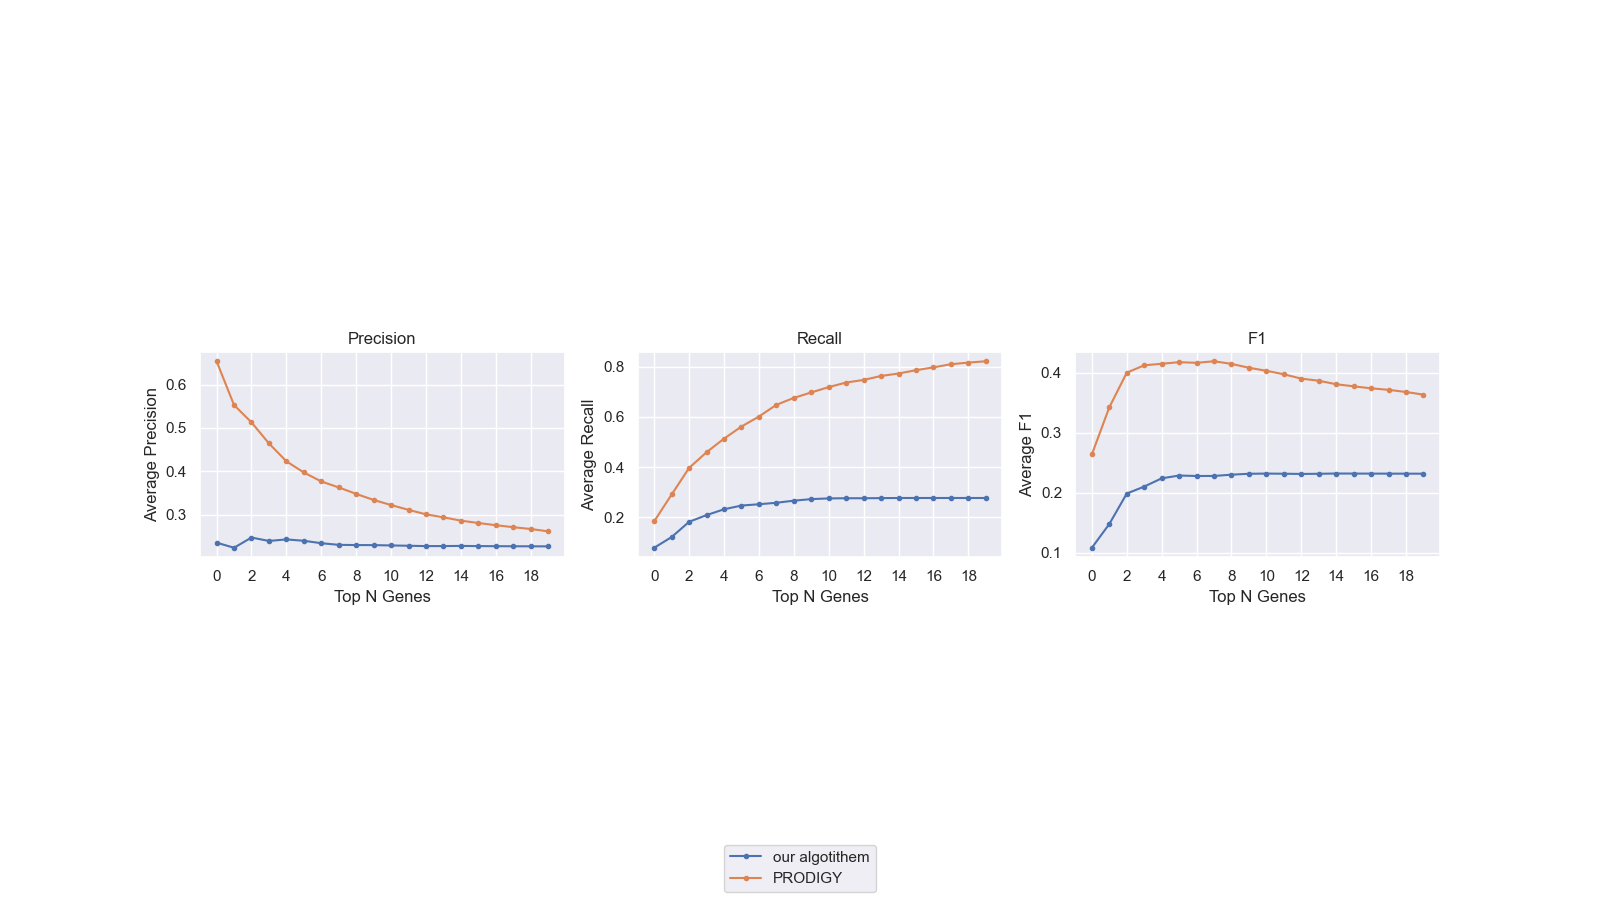 Precision
Average Precision
0.6
0.5
0.4
0.3
0 2 4 6 8 10 12 14 16 18
Top N Genes
Recall
Average Recall
0.8
0.6
0.4
0.2
0 2 4 6 8 10 12 14 16 18
Top N Genes
F1
Average F1
0.4
0.3
0.2
0.1
0 2 4 6 8 10 12 14 16 18
Top N Genes
our algotithem
PRODIGY